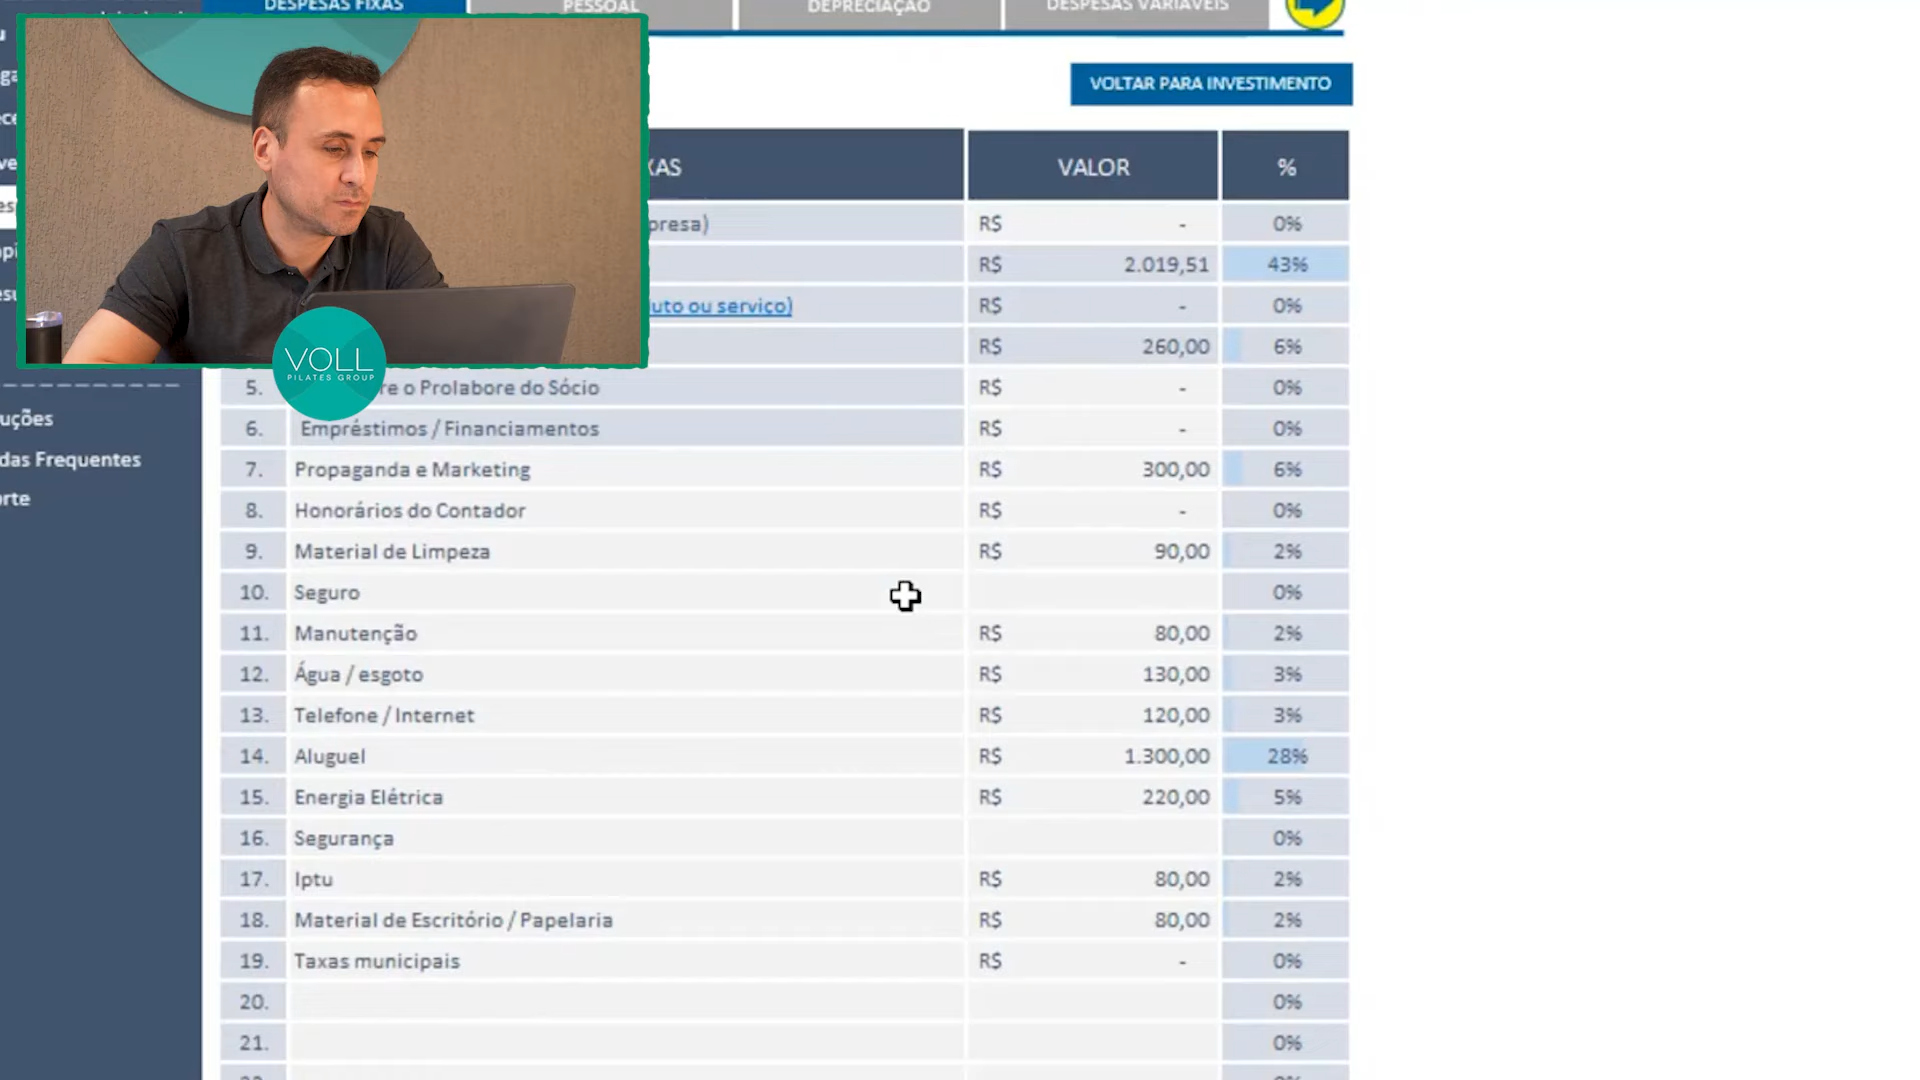 DESPESAS FIXAS PESSOAL DEPRECIAÇÃO DESPESAS VARIÁVEIS
VOLTAR PARA INVESTIMENTO
XAS VALOR %
presa) R$ - 0%
R$ 2.019,51 43%
uto ou serviço) R$ - 0%
R$ 260,00 6%
5. re o Prolabore do Sócio R$ - 0%
6. Empréstimos / Financiamentos R$ - 0%
7. Propaganda e Marketing R$ 300,00 6%
8. Honorários do Contador R$ - 0%
9. Material de Limpeza R$ 90,00 2%
10. Seguro 0%
11. Manutenção R$ 80,00 2%
12. Água / esgoto R$ 130,00 3%
13. Telefone / Internet R$ 120,00 3%
14. Aluguel R$ 1.300,00 28%
15. Energia Elétrica R$ 220,00 5%
16. Segurança 0%
17. Iptu R$ 80,00 2%
18. Material de Escritório / Papelaria R$ 80,00 2%
19. Taxas municipais R$ - 0%
20. 0%
21. 0%
VOLL
PILATES GROUP
uções
das Frequentes
orte